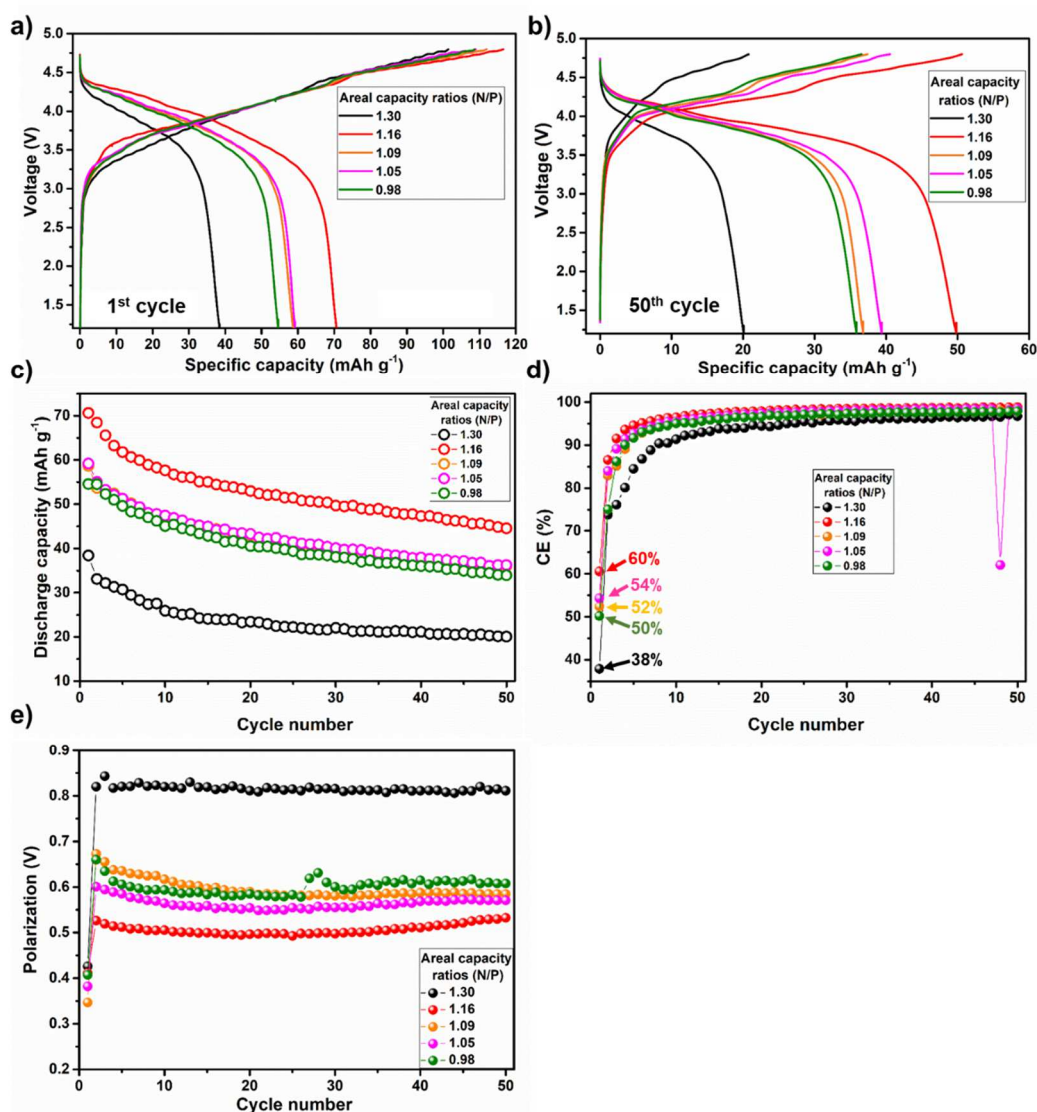 a)
5.0
4.5
4.0
3.5
3.0
2.5
2.0
1.5
Voltage (V)
Areal capacity ratios (N/P)
1.30
1.16
1.09
1.05
0.98
1st cycle
0 10 20 30 40 50 60 70 80 90 100 110 120
Specific capacity (mAh g-1)
b)
5.0
4.5
4.0
3.5
3.0
2.5
2.0
1.5
Voltage (V)
Areal capacity
ratios (N/P)
1.30
1.16
1.09
1.05
0.98
50th cycle
0 10 20 30 40 50 60
Specific capacity (mAh g-1)
c)
70
60
50
40
30
20
10
Discharge capacity (mAh g-1)
Areal capacity
ratios (N/P)
1.30
1.16
1.09
1.05
0.98
0 10 20 30 40 50
Cycle number
d)
100
90
80
70
60
50
40
CE (%)
Areal capacity
ratios (N/P)
1.30
1.16
1.09
1.05
0.98
60%
54%
52%
50%
38%
0 10 20 30 40 50
Cycle number
e)
0.9
0.8
0.7
0.6
0.5
0.4
0.3
0.2
Polarization (V)
Areal capacity
ratios (N/P)
1.30
1.16
1.09
1.05
0.98
0 10 20 30 40 50
Cycle number